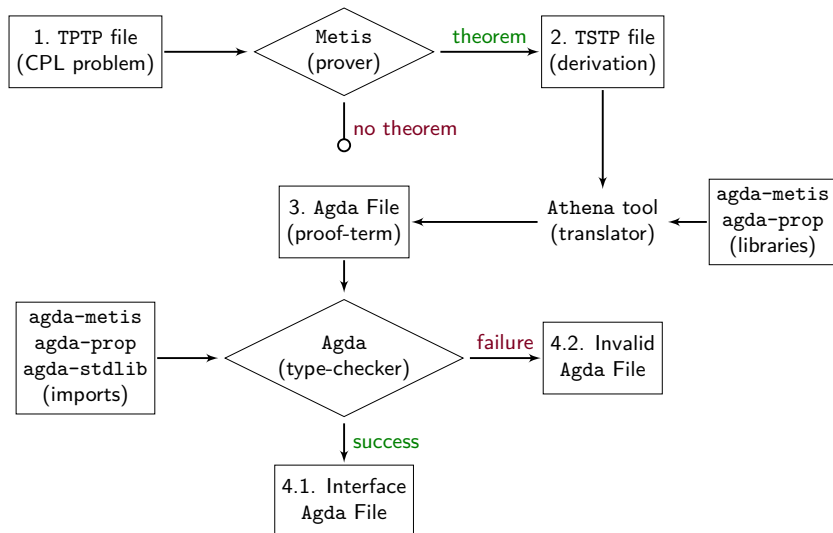 1. TPTP file
(CPL problem)
Metis
(prover)
theorem
2. TSTP file
(derivation)
no theorem
3. Agda File
(proof-term)
Athena tool
(translator)
agda-metis
agda-prop
(libraries)
agda-metis
agda-prop
agda-stdlib
(imports)
Agda
(type-checker)
failure
4.2. Invalid
Agda File
success
4.1. Interface
Agda File